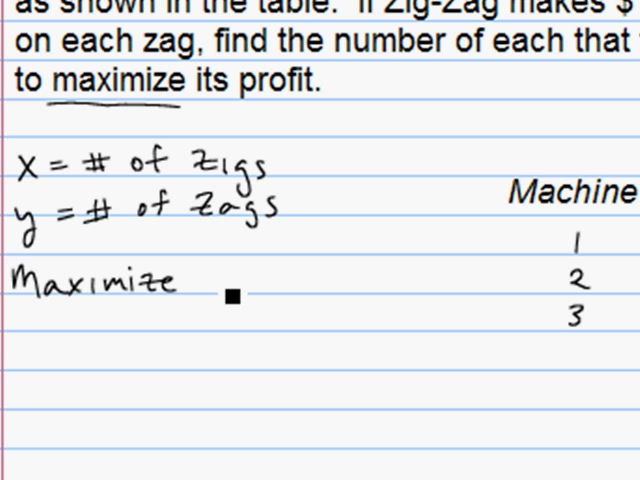 as shown in the table. If Zig-Zag makes $
on each zag, find the number of each that
to maximize its profit.
x = # of zigs
y = # of zags
Machine
1
Maximize
2
3